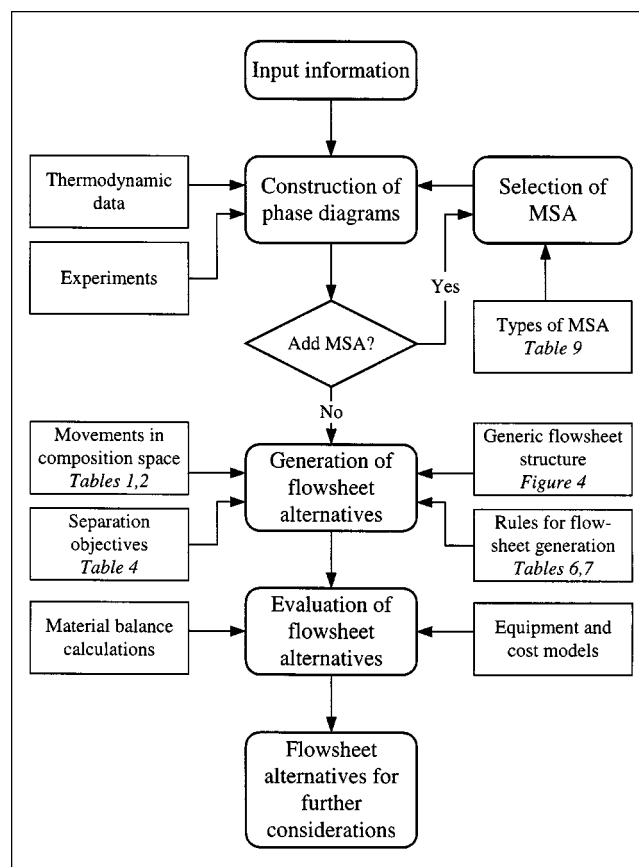 Input information
Thermodynamic
data
Construction of
phase diagrams
Selection of
MSA
Experiments
Yes
Types of MSA
Table 9
Add MSA?
No
Movements in
composition space
Tables 1,2
Generation of
flowsheet
alternatives
Generic flowsheet
structure
Figure 4
Separation
objectives
Table 4
Rules for flow-
sheet generation
Tables 6,7
Material balance
calculations
Evaluation of
flowsheet
alternatives
Equipment and
cost models
Flowsheet
alternatives for
further
considerations